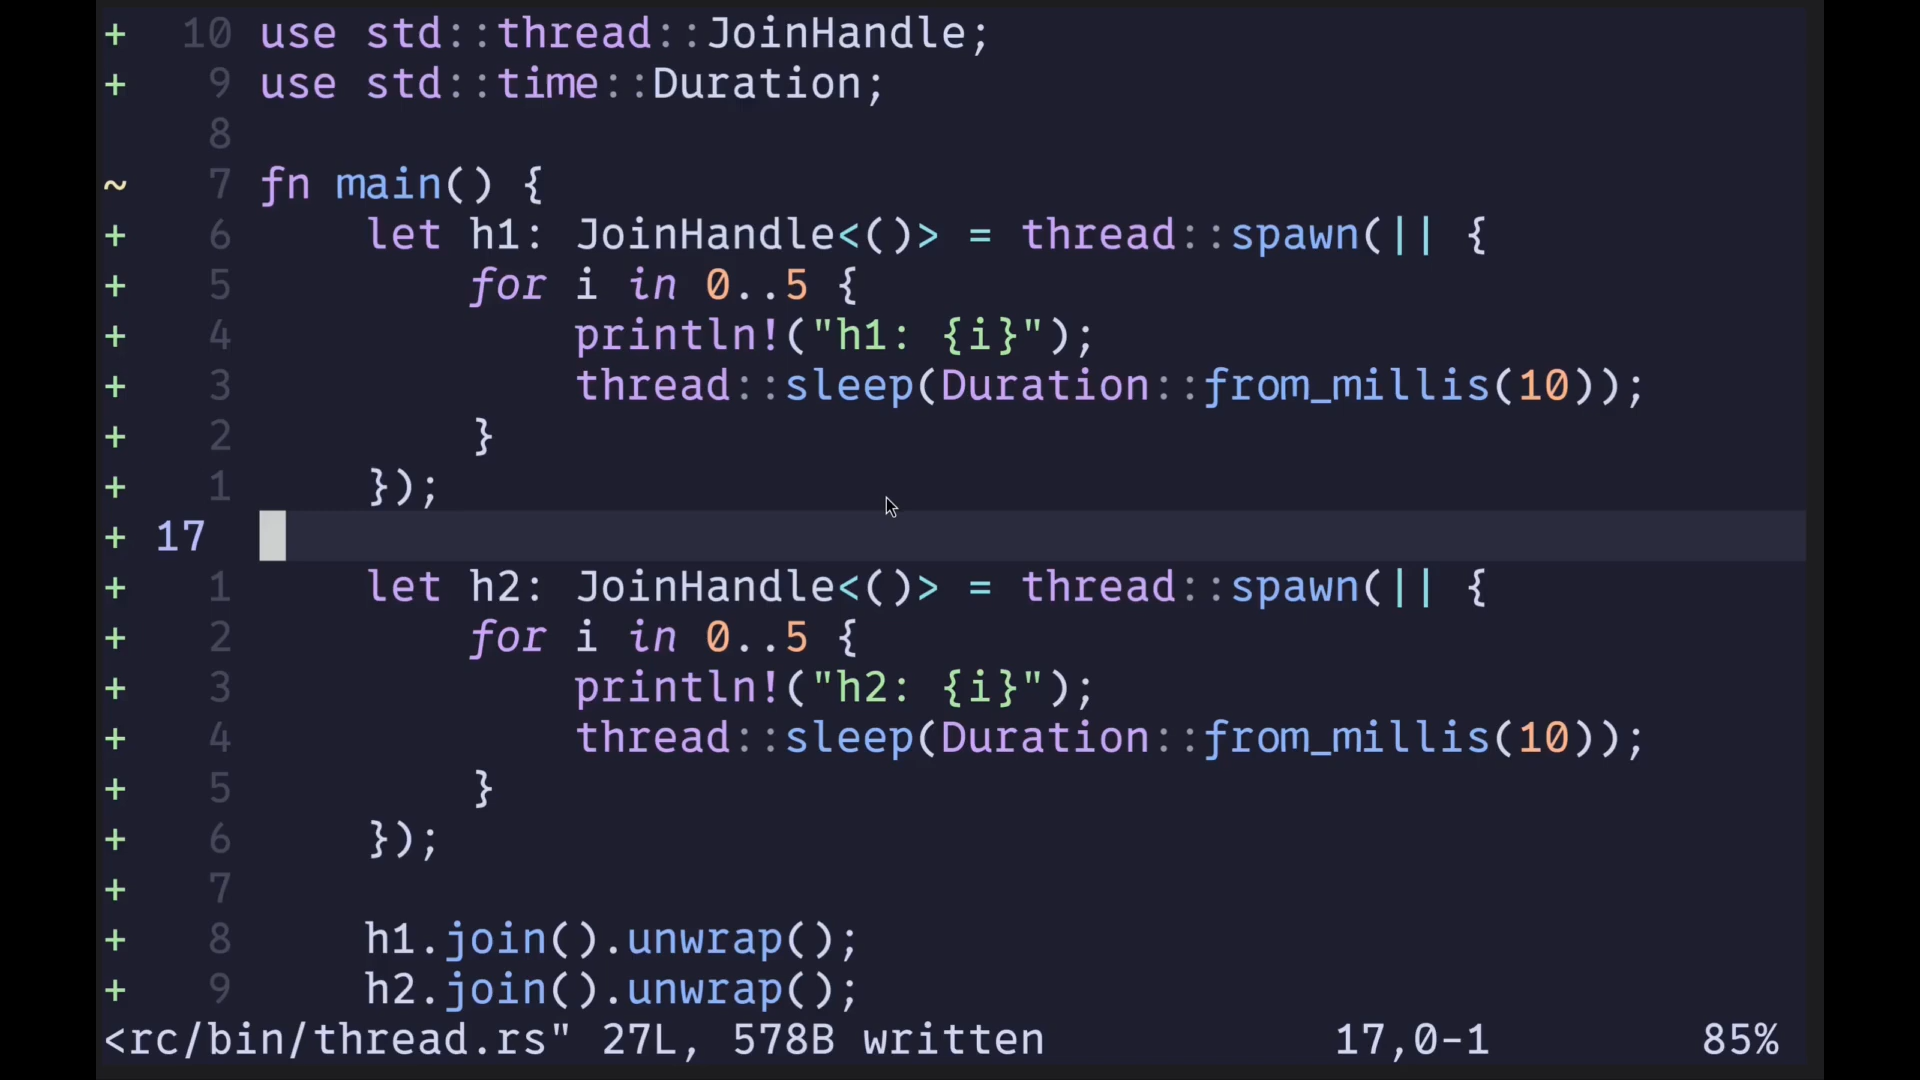 + 10 use std::thread::JoinHandle;
+ 9 use std::time::Duration;
8
~ 7 fn main() {
+ 6     let h1: JoinHandle<()> = thread::spawn(|| {
+ 5         for i in 0..5 {
+ 4             println!("h1: {i}");
+ 3             thread::sleep(Duration::from_millis(10));
+ 2         }
+ 1     });
+ 17
+ 1     let h2: JoinHandle<()> = thread::spawn(|| {
+ 2         for i in 0..5 {
+ 3             println!("h2: {i}");
+ 4             thread::sleep(Duration::from_millis(10));
+ 5         }
+ 6     });
+ 7
+ 8     h1.join().unwrap();
+ 9     h2.join().unwrap();
<rc/bin/thread.rs" 27L, 578B written 17,0-1 85%